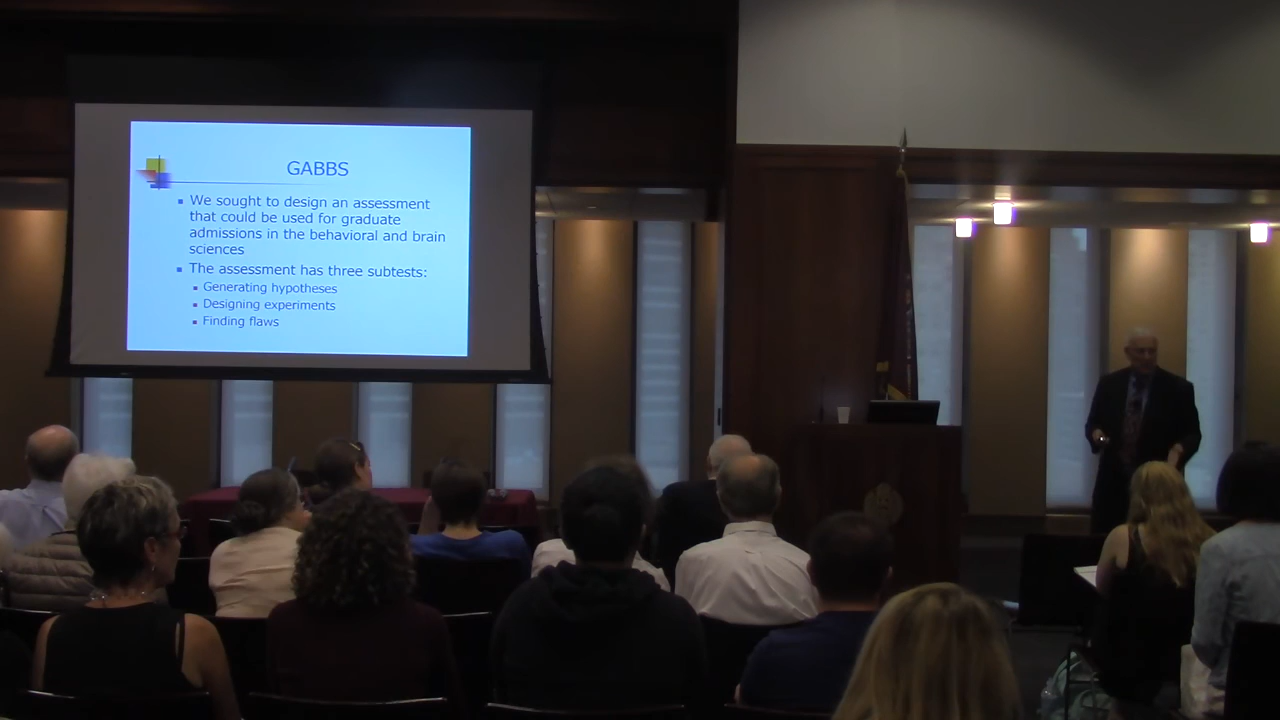 GABBS
We sought to design an assessment
that could be used for graduate
admissions in the behavioral and brain
sciences
The assessment has three subtests:
Generating hypotheses
Designing experiments
Finding flaws